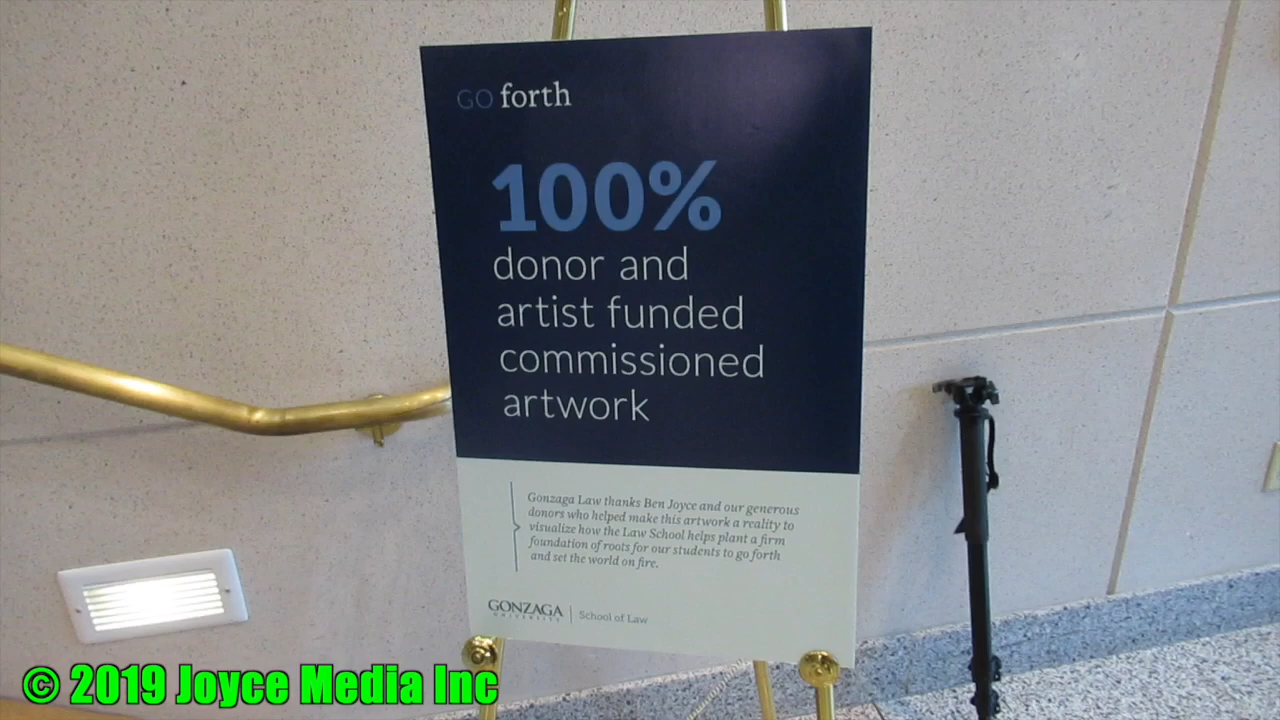 GO forth
100%
donor and
artist funded
commissioned
artwork
Gonzaga Law thanks Ben Joyce and our generous
donors who helped make this artwork a reality to
visualize how the Law School helps plant a firm
foundation of roots for our students to go forth
and set the world on fire.
GONZAGA
UNIVERSITY
School of Law
© 2019 Joyce Media Inc